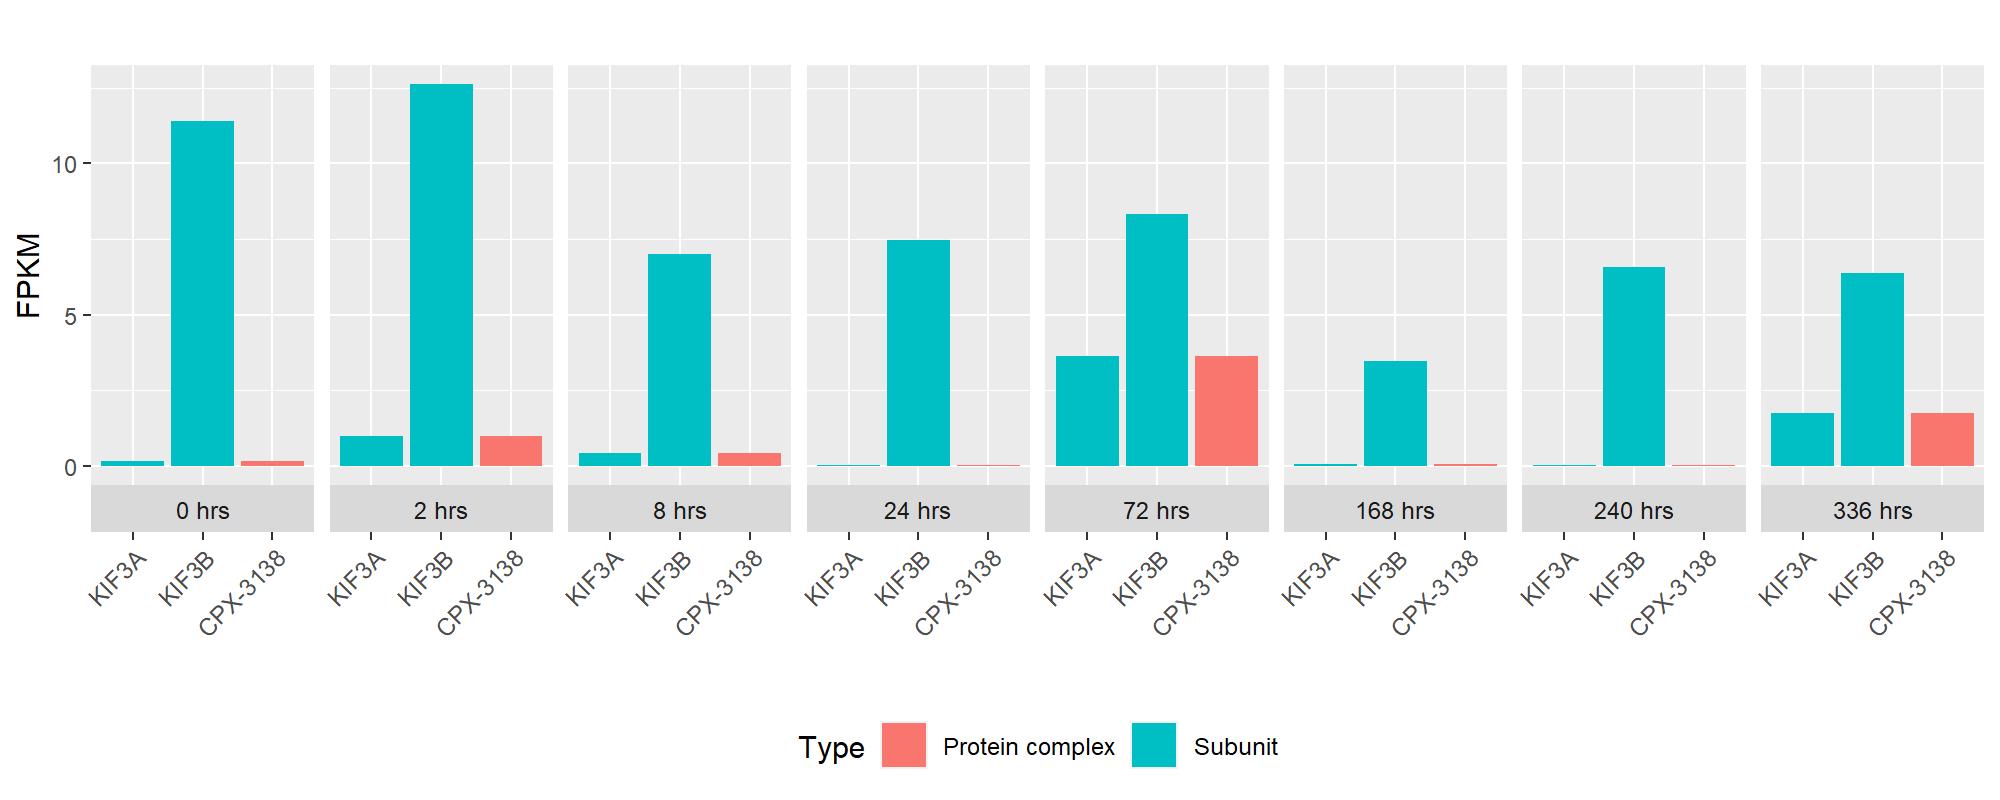 FPKM
10
5
0
0 hrs
2 hrs
8 hrs
24 hrs
72 hrs
168 hrs
240 hrs
336 hrs
KIF3A
KIF3B
CPX-3138
KIF3A
KIF3B
CPX-3138
KIF3A
KIF3B
CPX-3138
KIF3A
KIF3B
CPX-3138
KIF3A
KIF3B
CPX-3138
KIF3A
KIF3B
CPX-3138
KIF3A
KIF3B
CPX-3138
KIF3A
KIF3B
CPX-3138
Type Protein complex Subunit